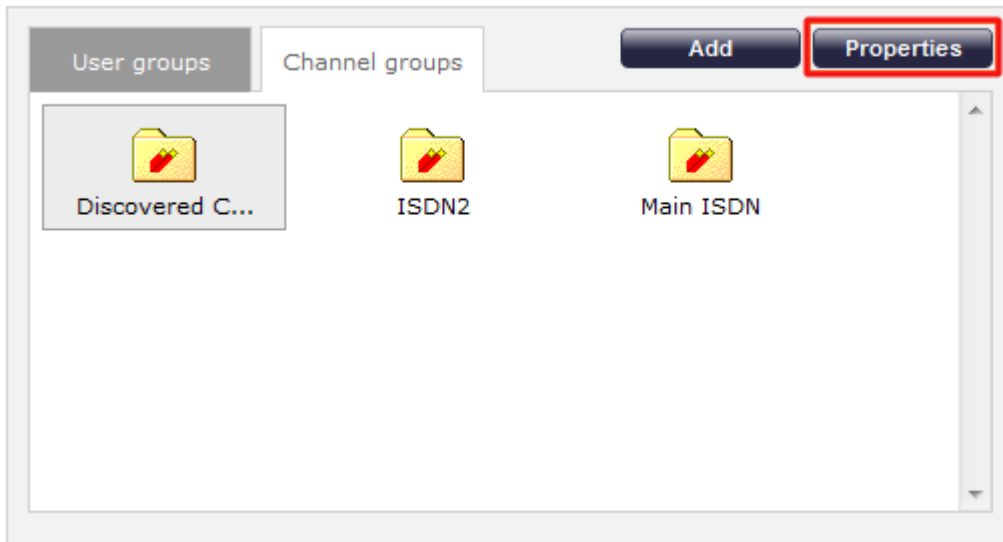 User groups Channel groups Add Properties
Discovered C... ISDN2 Main ISDN